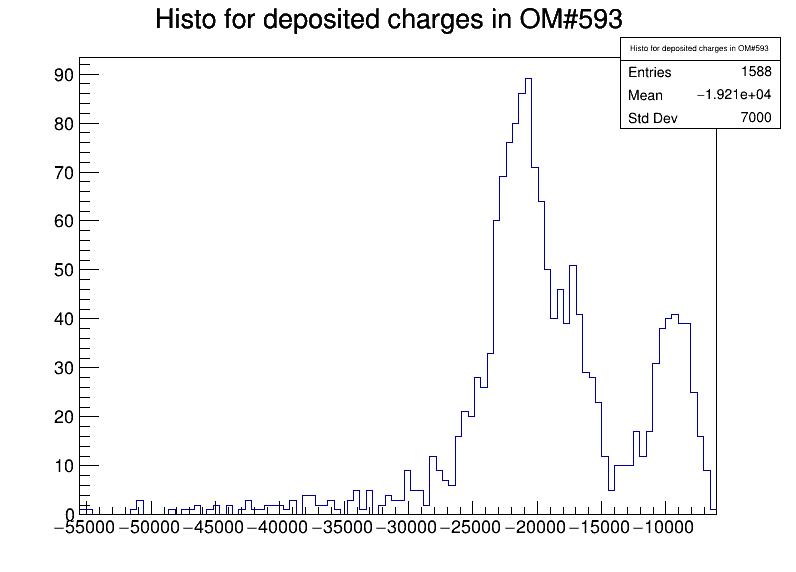 Histo for deposited charges in OM#593
Histo for deposited charges in OM#593
Entries 1588
Mean −1.921e+04
Std Dev 7000
90
80
70
60
50
40
30
20
10
0
−55000 −50000 −45000 −40000 −35000 −30000 −25000 −20000 −15000 −10000